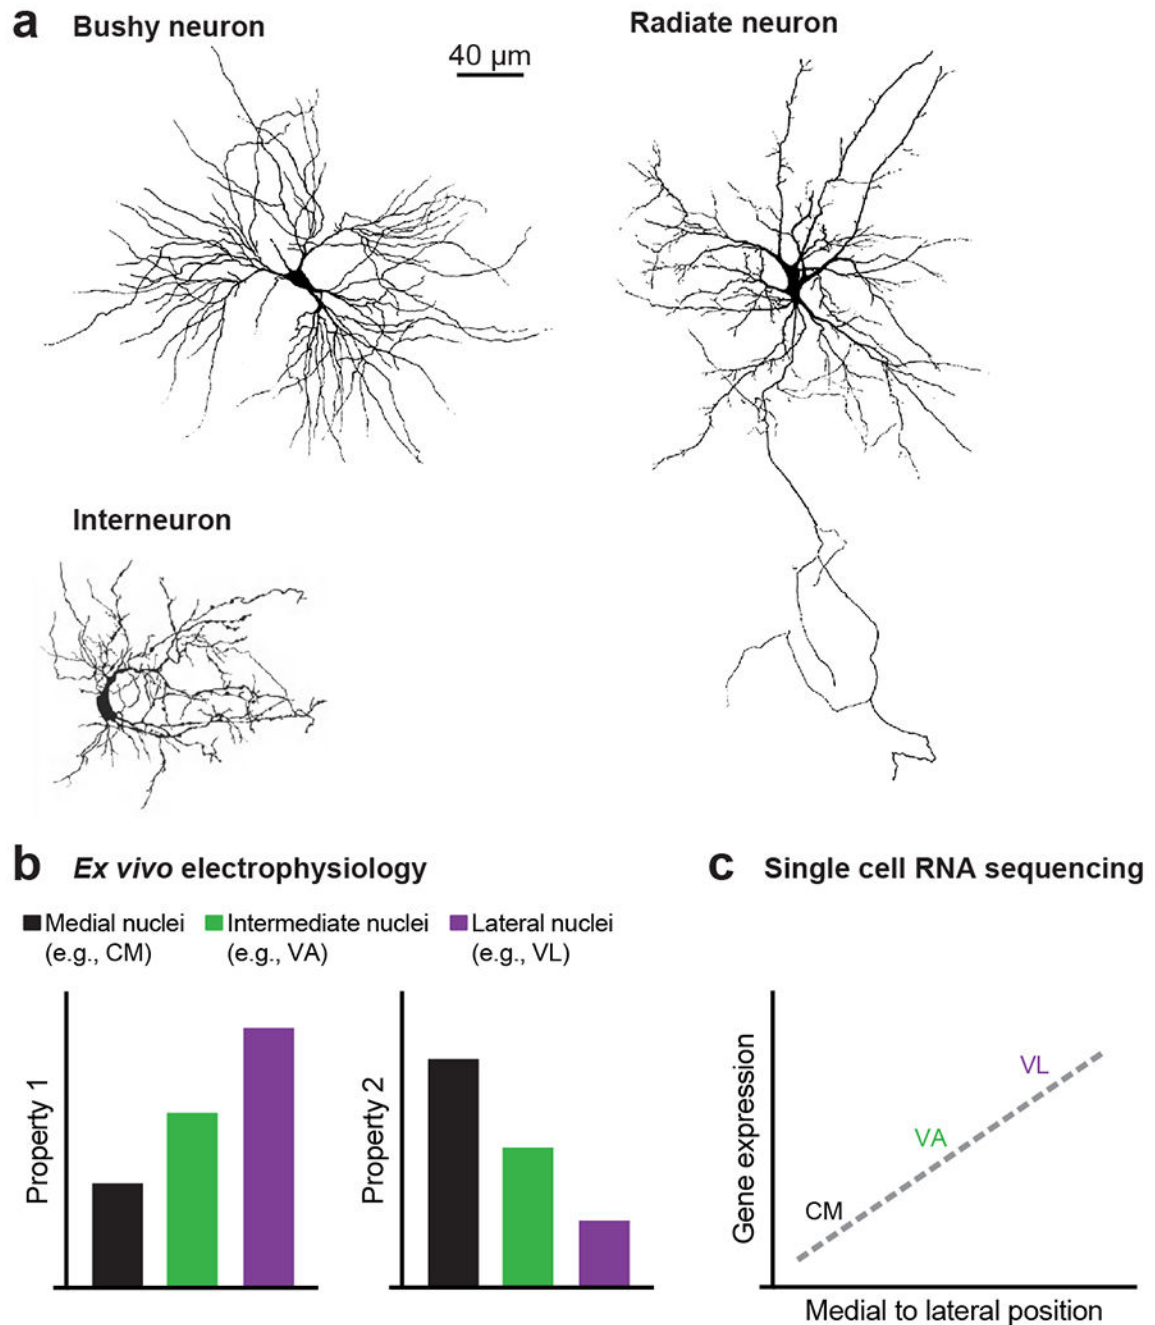 a Bushy neuron
Radiate neuron
40 µm
Interneuron
b Ex vivo electrophysiology
Medial nuclei
(e.g., CM)
Intermediate nuclei
(e.g., VA)
Lateral nuclei
(e.g., VL)
Property 1
Property 2
c Single cell RNA sequencing
Gene expression
CM
VA
VL
Medial to lateral position